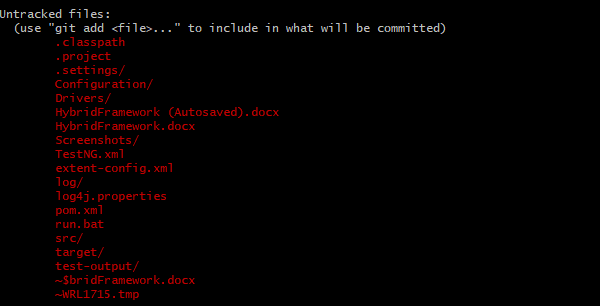 Untracked files:
(use "git add <file>..." to include in what will be committed)
.classpath
.project
.settings/
Configuration/
Drivers/
HybridFramework (Autosaved).docx
HybridFramework.docx
Screenshots/
TestNG.xml
extent-config.xml
log/
log4j.properties
pom.xml
run.bat
src/
target/
test-output/
~$bridFramework.docx
~WRL1715.tmp